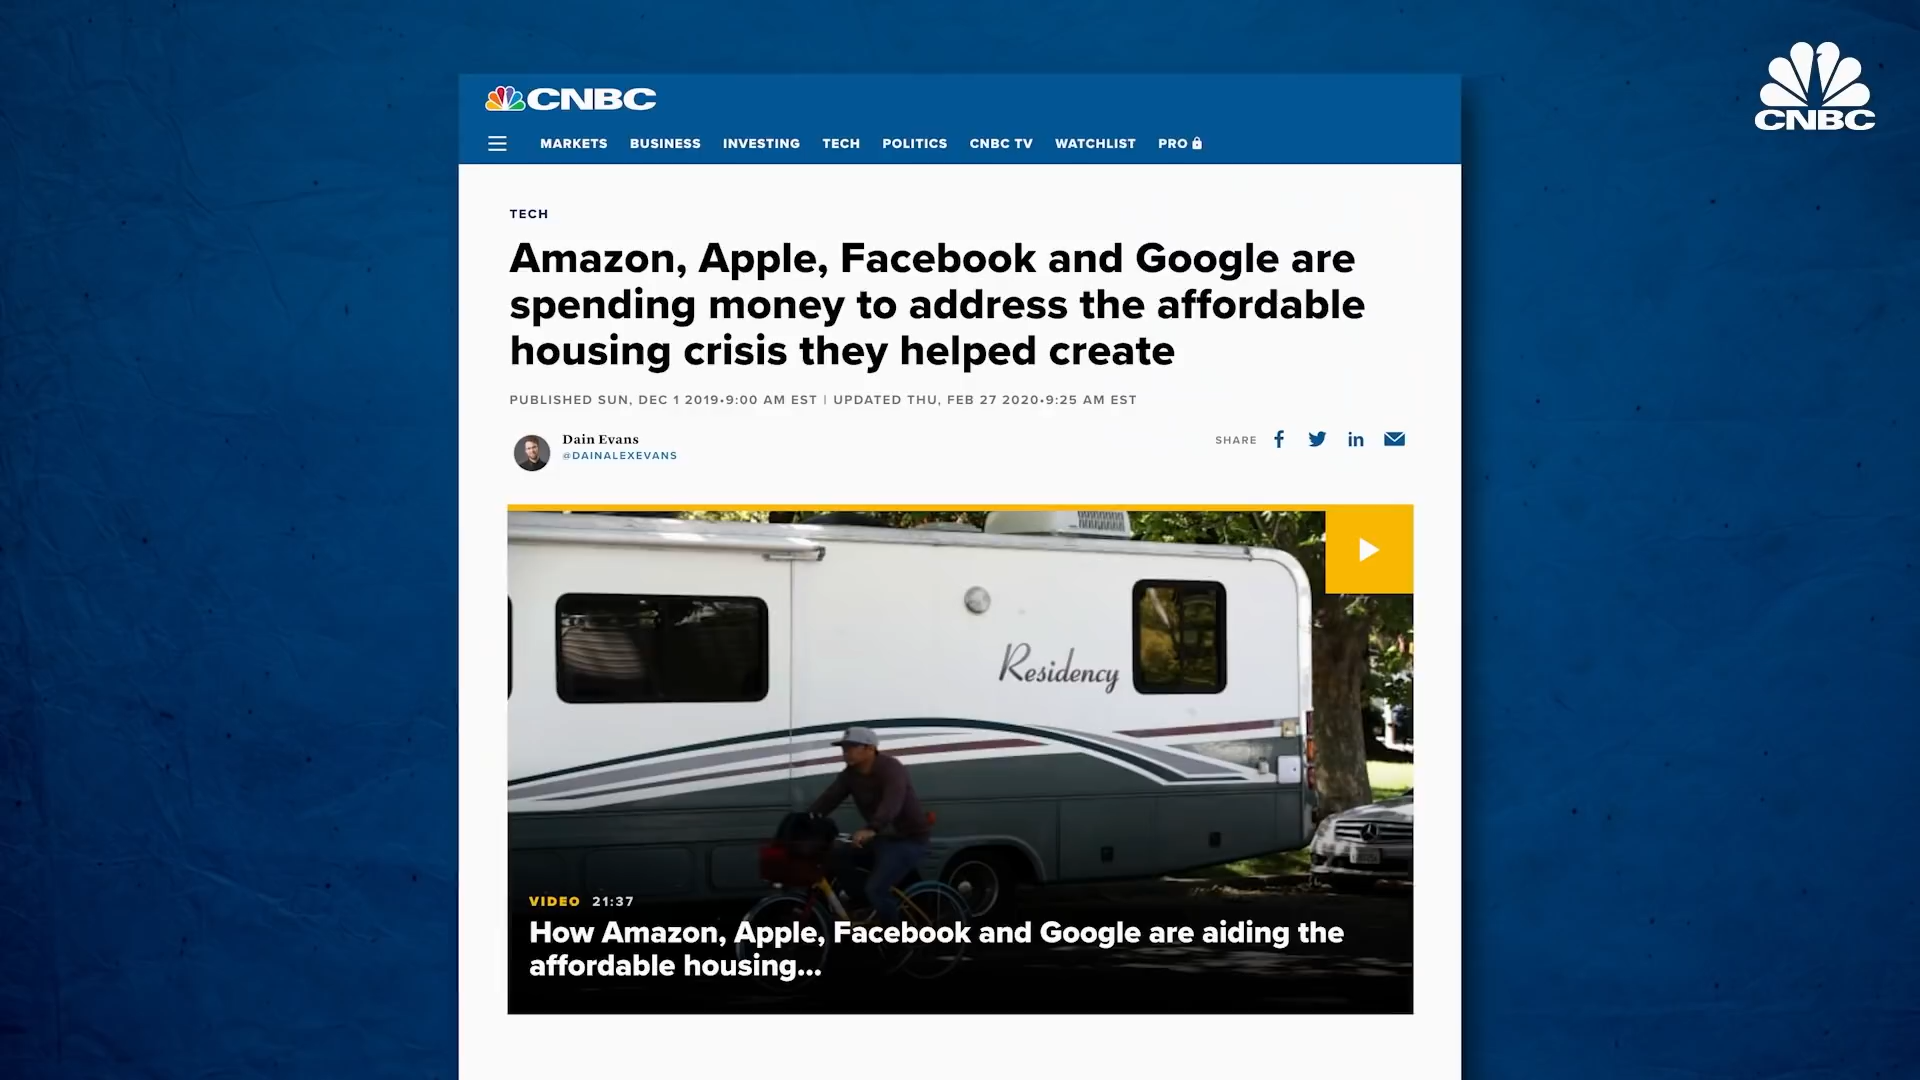 CNBC
CNBC
MARKETS BUSINESS INVESTING TECH POLITICS CNBC TV WATCHLIST PRO
TECH
Amazon, Apple, Facebook and Google are
spending money to address the affordable
housing crisis they helped create
PUBLISHED SUN, DEC 1 2019•9:00 AM EST | UPDATED THU, FEB 27 2020•9:25 AM EST
Dain Evans
@DAINALEXEVANS
SHARE
Residency
VIDEO 21:37
How Amazon, Apple, Facebook and Google are aiding the
affordable housing...